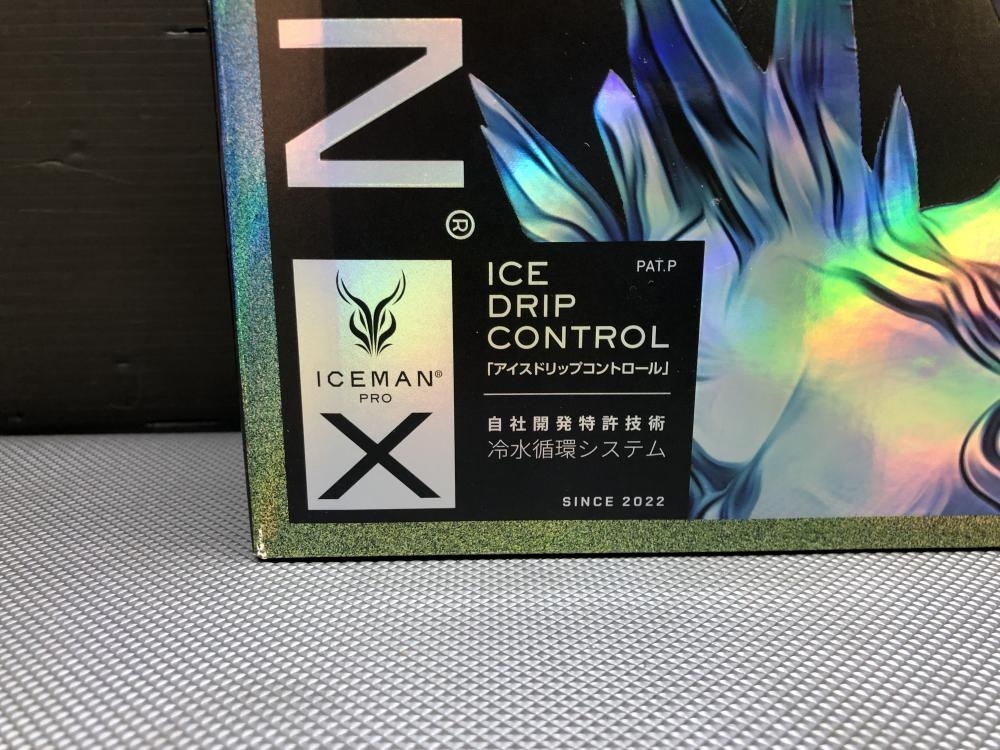 N
®
ICEMAN®
PRO
X
ICE
DRIP
CONTROL
PAT.P
「アイスドリップコントロール」
自社開発特許技術
冷水循環システム
SINCE 2022